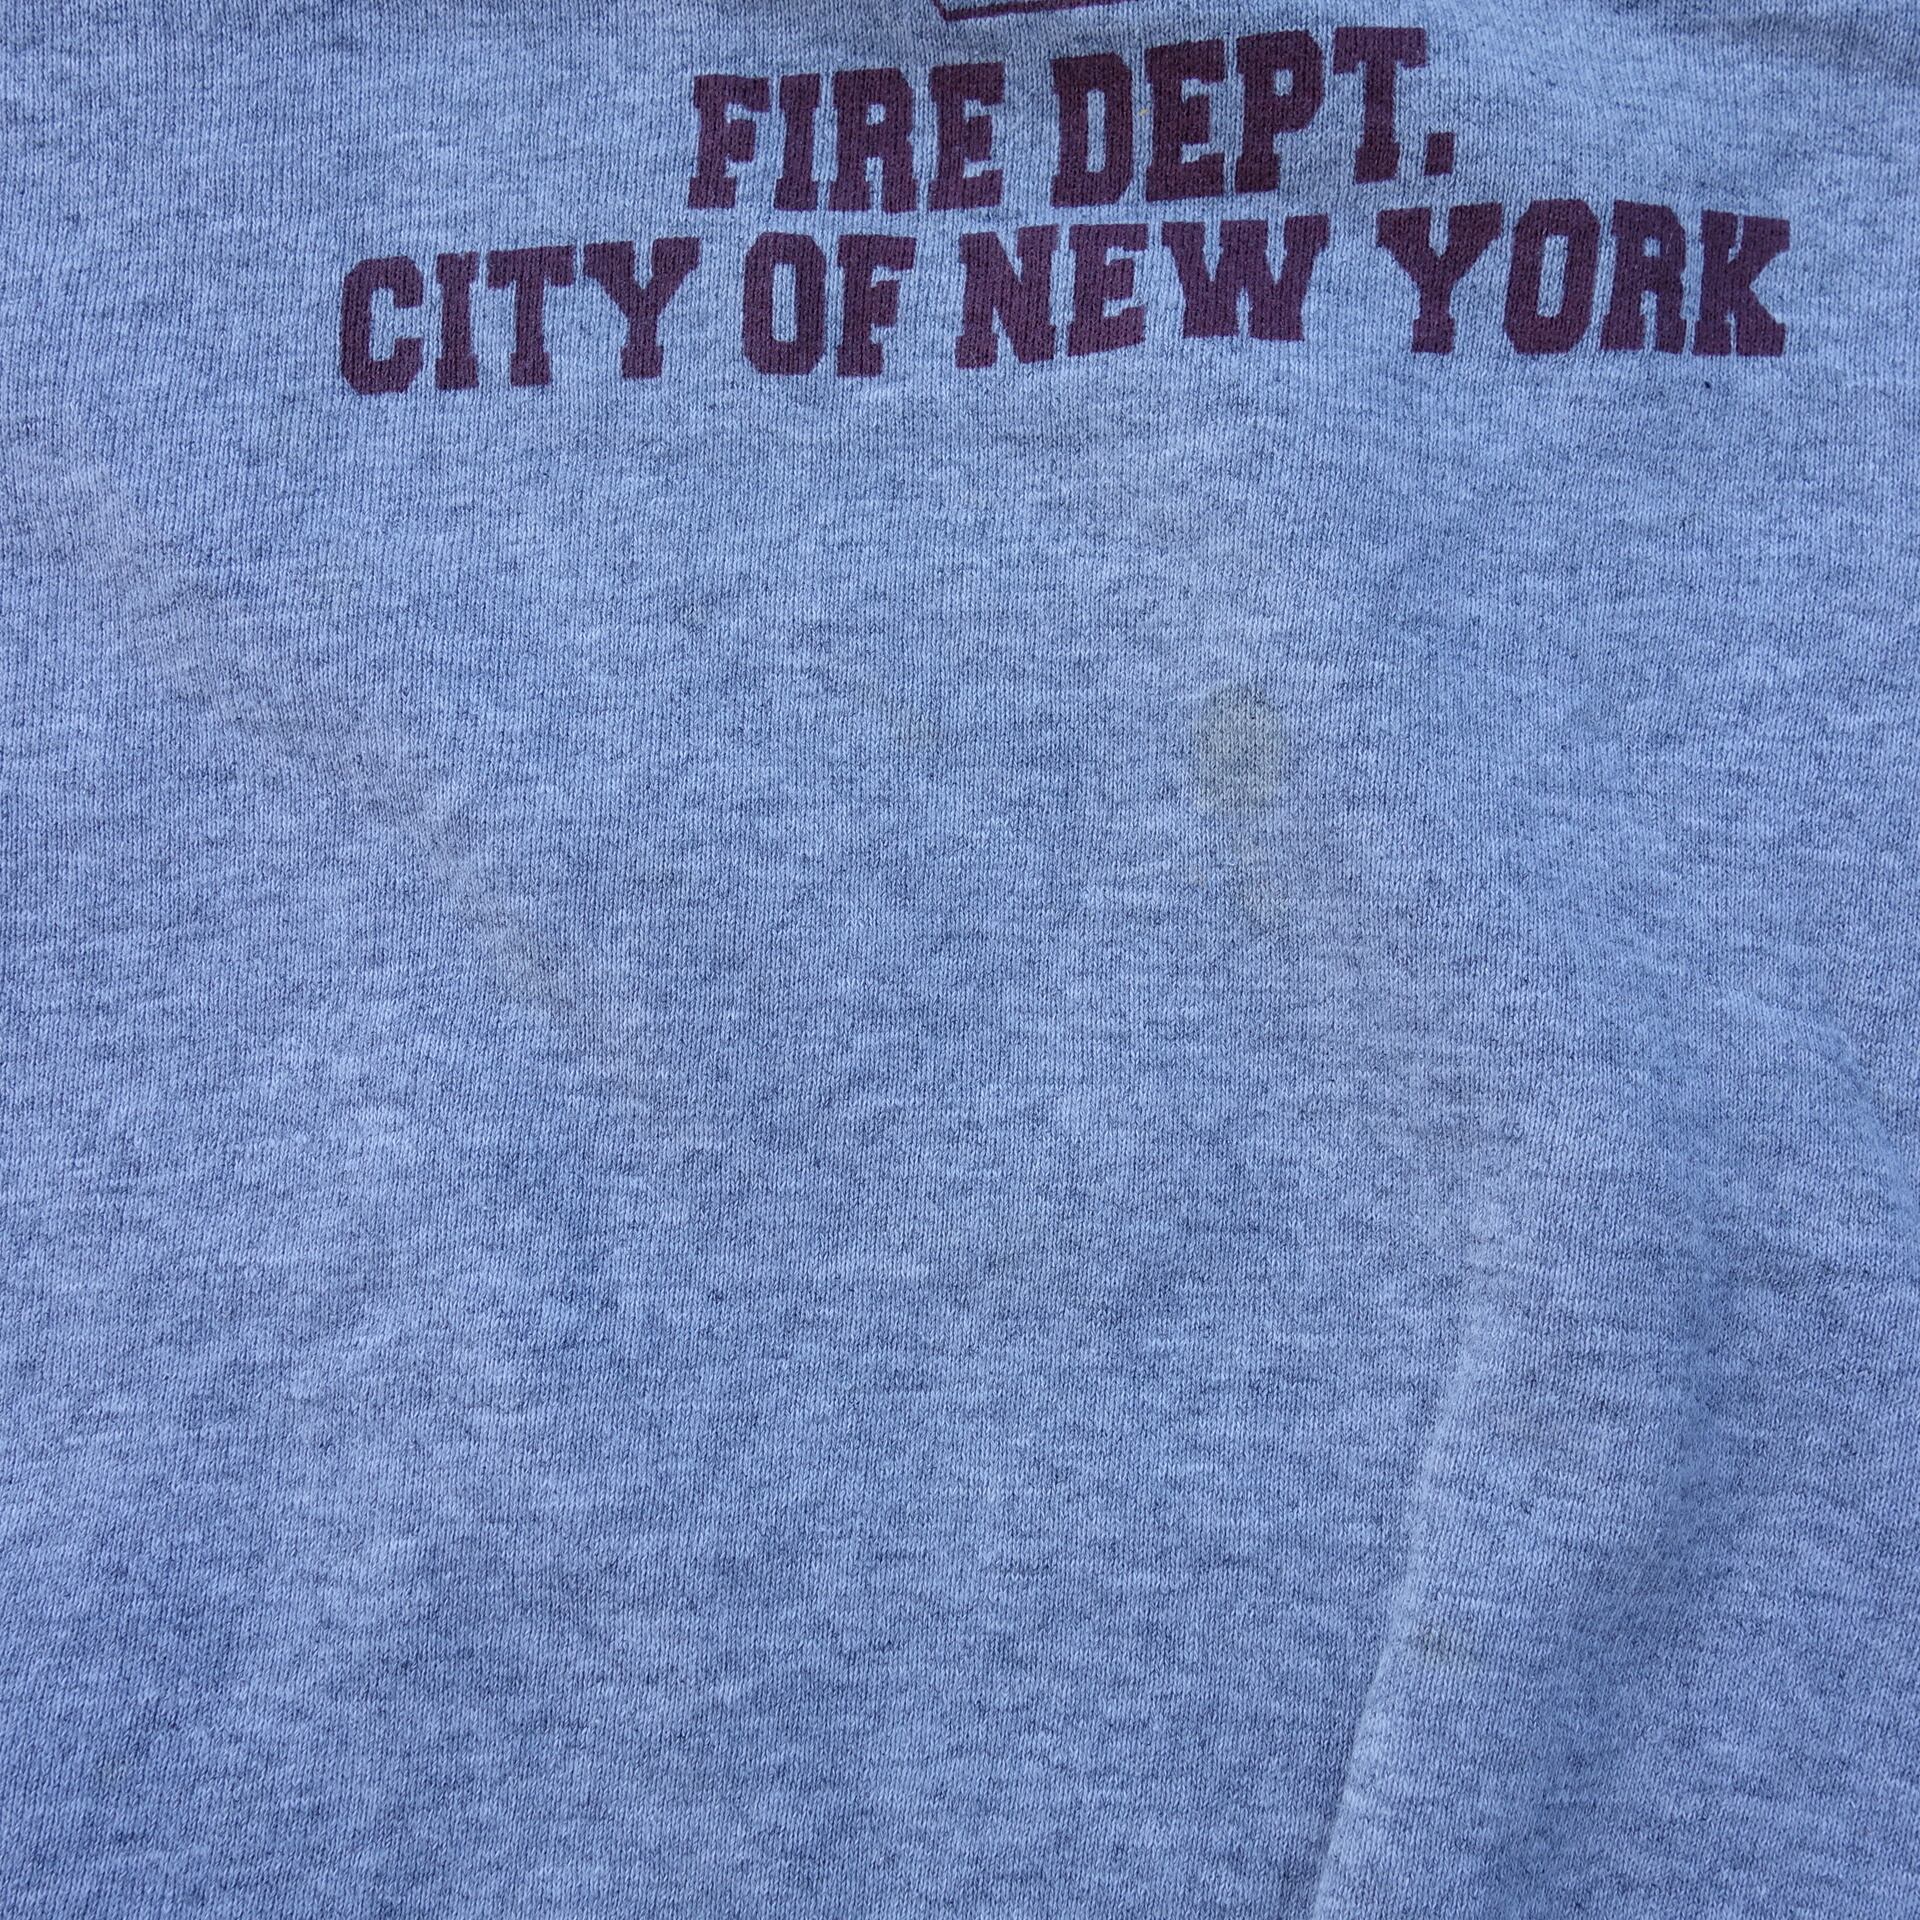 FIRE DEPT.
CITY OF NEW YORK